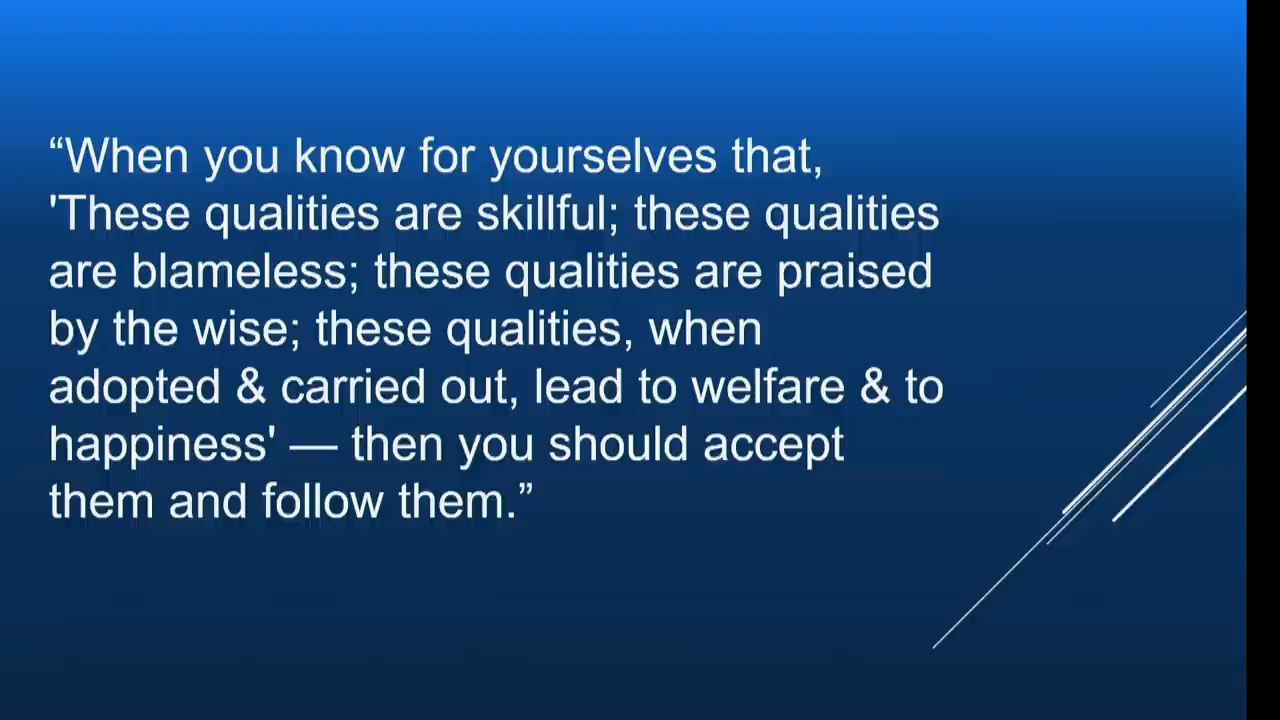 “When you know for yourselves that,
'These qualities are skillful; these qualities
are blameless; these qualities are praised
by the wise; these qualities, when
adopted & carried out, lead to welfare & to
happiness' — then you should accept
them and follow them.”